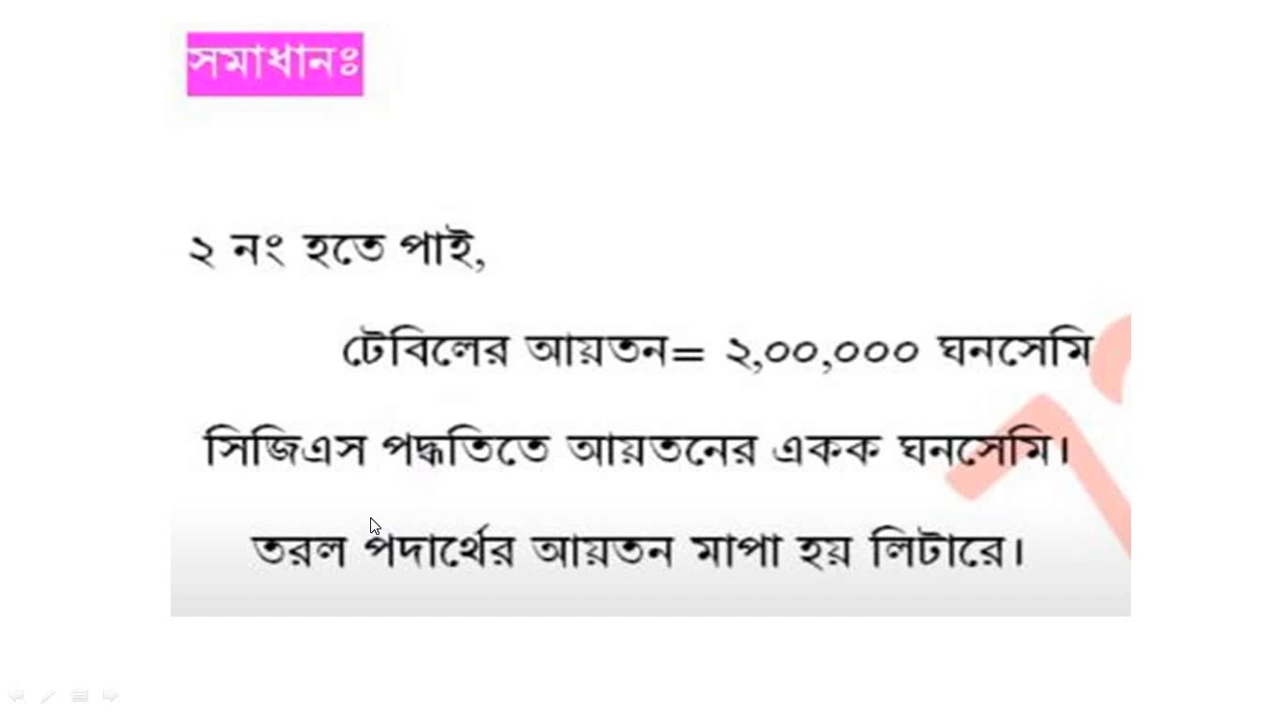 সমাধানঃ
২ নং হতে পাই,
টেবিলের আয়তন= ২,০০,০০০ ঘনসেমি
সিজিএস পদ্ধতিতে আয়তনের একক ঘনসেমি।
তরল পদার্থের আয়তন মাপা হয় লিটারে।